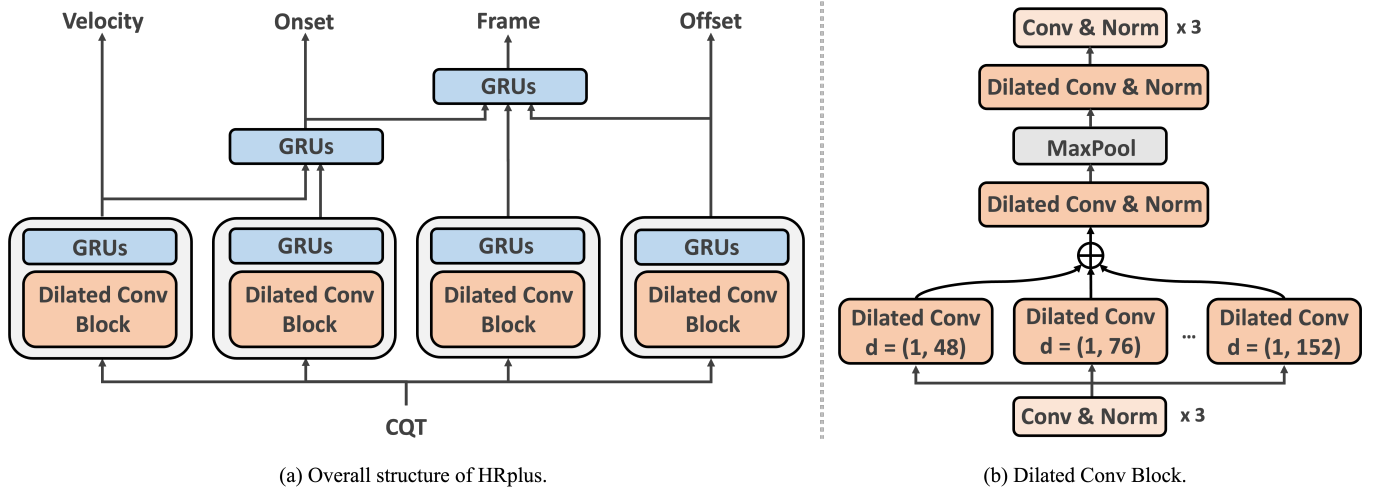 Velocity
Onset
Frame
Offset
GRUs
GRUs
GRUs
Dilated Conv
Block
GRUs
Dilated Conv
Block
GRUs
Dilated Conv
Block
GRUs
Dilated Conv
Block
CQT
(a) Overall structure of HRplus.
Conv & Norm x 3
Dilated Conv & Norm
MaxPool
Dilated Conv & Norm
Dilated Conv
d = (1, 48)
Dilated Conv
d = (1, 76)
...
Dilated Conv
d = (1, 152)
Conv & Norm x 3
(b) Dilated Conv Block.